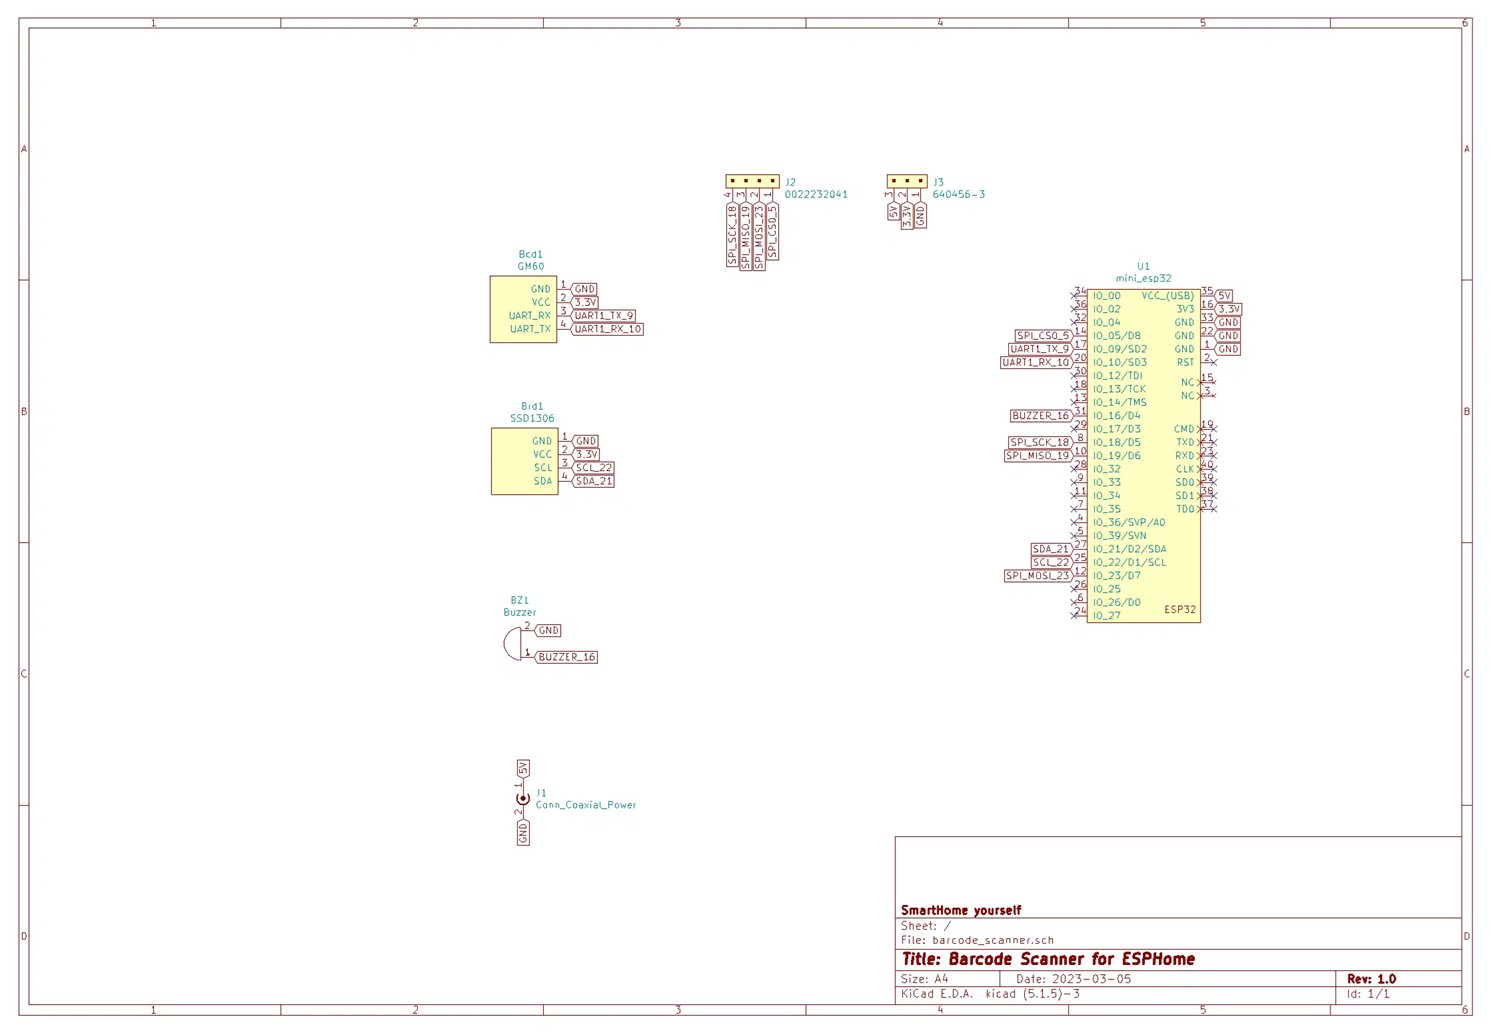 1 2 3 4 5 6
A A
B B
C C
D D
J2
0022232041
4 3 2 1
SPI_SCK_18
SPI_MISO_19
SPI_MOSI_23
SPI_CS0_5
J3
640456-3
3 2 1
5V
3.3V
GND
Bcd1
GM60
GND 1 GND
VCC 2 3.3V
UART_RX 3 UART1_TX_9
UART_TX 4 UART1_RX_10
Brd1
SSD1306
GND 1 GND
VCC 2 3.3V
SCL 3 SCL_22
SDA 4 SDA_21
BZ1
Buzzer
2 GND
1 BUZZER_16
5V
1
J1
Conn_Coaxial_Power
2
GND
U1
mini_esp32
34 IO_00 VCC_(USB) 35 5V
36 IO_02 3V3 16 3.3V
32 IO_04 GND 33 GND
SPI_CS0_5 14 IO_05/D8 GND 22 GND
UART1_TX_9 17 IO_09/SD2 GND 1 GND
UART1_RX_10 20 IO_10/SD3 RST 2
30 IO_12/TDI NC 15
18 IO_13/TCK NC 3
13 IO_14/TMS
BUZZER_16 31 IO_16/D4
29 IO_17/D3 CMD 19
SPI_SCK_18 8 IO_18/D5 TXD 21
SPI_MISO_19 10 IO_19/D6 RXD 23
28 IO_32 CLK 40
9 IO_33 SD0 39
11 IO_34 SD1 38
7 IO_35 TD0 37
4 IO_36/SVP/A0
5 IO_39/SVN
SDA_21 27 IO_21/D2/SDA
SCL_22 25 IO_22/D1/SCL
SPI_MOSI_23 12 IO_23/D7
26 IO_25
6 IO_26/D0
24 IO_27
ESP32
SmartHome yourself
Sheet: /
File: barcode_scanner.sch
Title: Barcode Scanner for ESPHome
Size: A4 Date: 2023-03-05 Rev: 1.0
KiCad E.D.A. kicad (5.1.5)-3 Id: 1/1
1 2 3 4 5 6